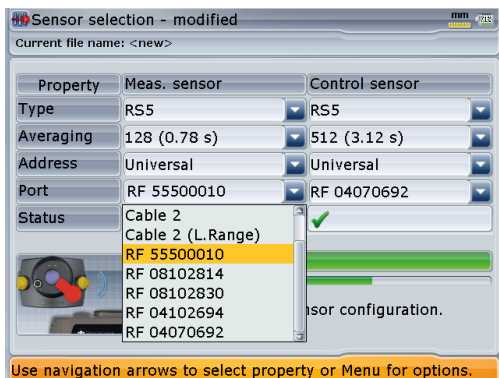 Sensor selection - modified
mm
Current file name: <new>
Property Meas. sensor Control sensor
Type RS5 RS5
Averaging 128 (0.78 s) 512 (3.12 s)
Address Universal Universal
Port RF 55500010 RF 04070692
Status
Cable 2
Cable 2 (L.Range)
RF 55500010
RF 08102814
RF 08102830
RF 04102694
RF 04070692
sor configuration.
Use navigation arrows to select property or Menu for options.